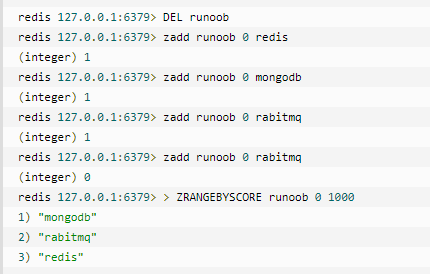 redis 127.0.0.1:6379> DEL runoob
redis 127.0.0.1:6379> zadd runoob 0 redis
(integer) 1
redis 127.0.0.1:6379> zadd runoob 0 mongodb
(integer) 1
redis 127.0.0.1:6379> zadd runoob 0 rabitmq
(integer) 1
redis 127.0.0.1:6379> zadd runoob 0 rabitmq
(integer) 0
redis 127.0.0.1:6379> > ZRANGEBYSCORE runoob 0 1000
1) "mongodb"
2) "rabitmq"
3) "redis"